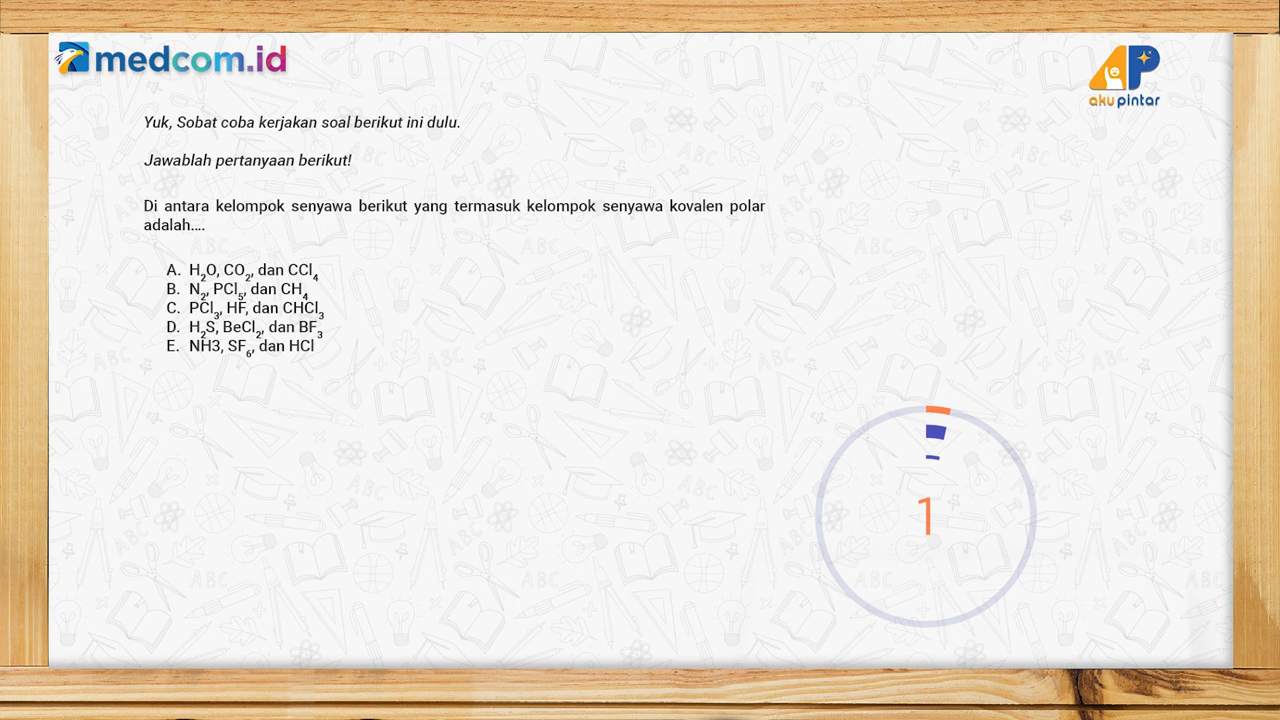 medcom.id
aku pintar
Yuk, Sobat coba kerjakan soal berikut ini dulu.
Jawablah pertanyaan berikut!
Di antara kelompok senyawa berikut yang termasuk kelompok senyawa kovalen polar
adalah....
A. H₂O, CO₂, dan CCl₄
B. N₂, PCl₅, dan CH₄
C. PCl₃, HF, dan CHCl₃
D. H₂S, BeCl₂, dan BF₃
E. NH3, SF₆, dan HCl
1